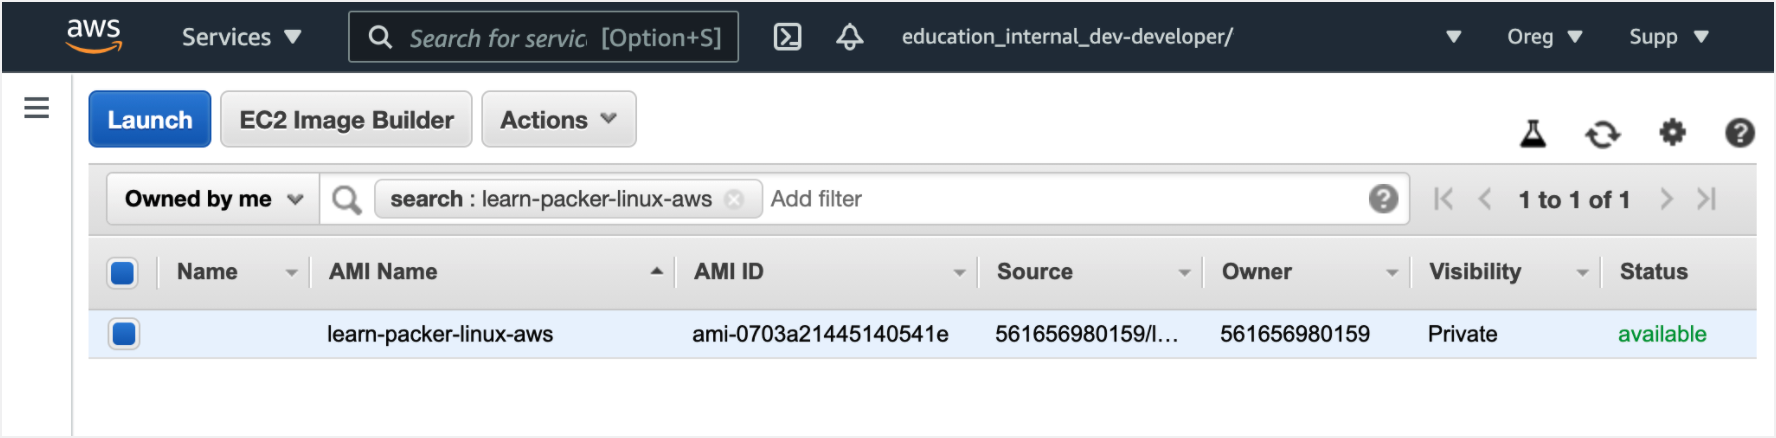 aws Services Search for servic [Option+S] education_internal_dev-developer/ Oreg Supp
Launch EC2 Image Builder Actions
Owned by me search : learn-packer-linux-aws Add filter 1 to 1 of 1
Name AMI Name AMI ID Source Owner Visibility Status
learn-packer-linux-aws ami-0703a21445140541e 561656980159/l... 561656980159 Private available